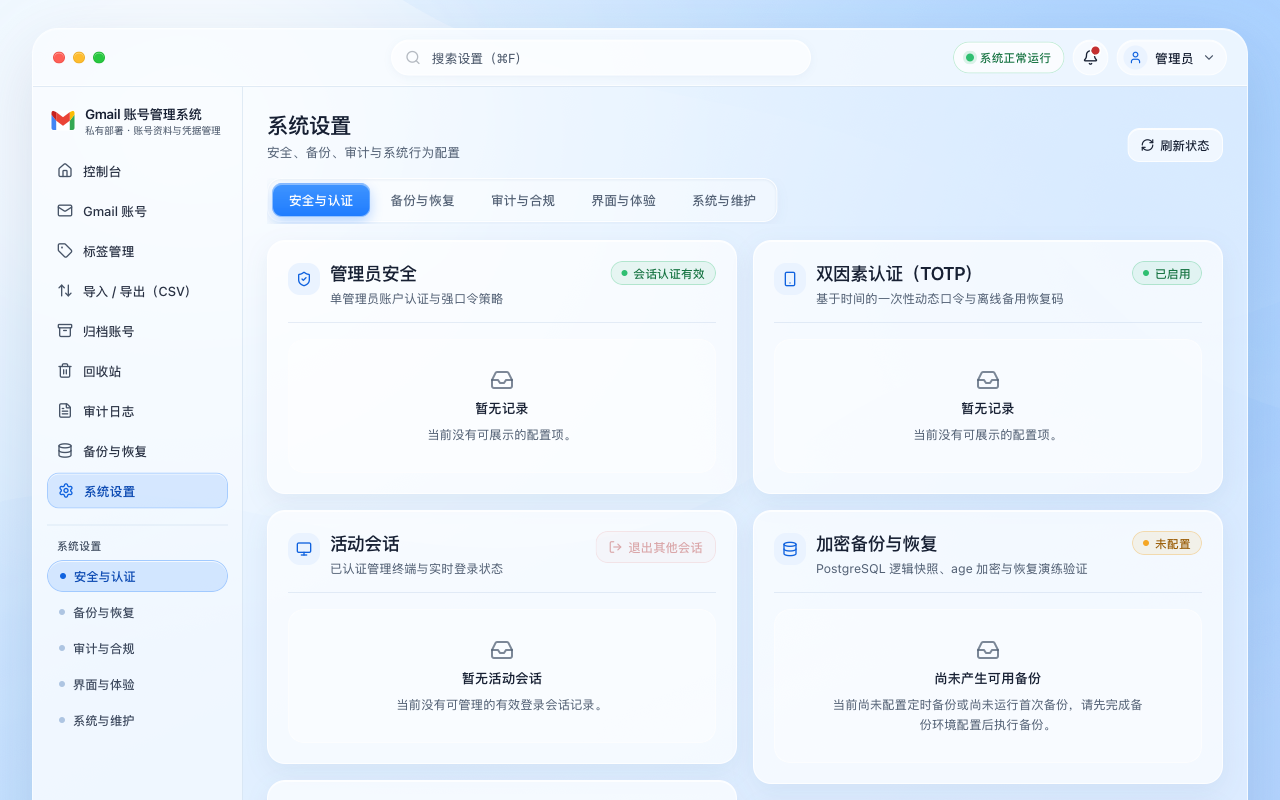 搜索设置（⌘F）
系统正常运行
管理员
Gmail 账号管理系统
私有部署 · 账号资料与凭据管理
控制台
Gmail 账号
标签管理
导入 / 导出（CSV）
归档账号
回收站
审计日志
备份与恢复
系统设置
系统设置
安全与认证
备份与恢复
审计与合规
界面与体验
系统与维护
系统设置
安全、备份、审计与系统行为配置
刷新状态
安全与认证 备份与恢复 审计与合规 界面与体验 系统与维护
管理员安全
会话认证有效
单管理员账户认证与强口令策略
暂无记录
当前没有可展示的配置项。
双因素认证（TOTP）
已启用
基于时间的一次性动态口令与离线备用恢复码
暂无记录
当前没有可展示的配置项。
活动会话
退出其他会话
已认证管理终端与实时登录状态
暂无活动会话
当前没有可管理的有效登录会话记录。
加密备份与恢复
未配置
PostgreSQL 逻辑快照、age 加密与恢复演练验证
尚未产生可用备份
当前尚未配置定时备份或尚未运行首次备份，请先完成备
份环境配置后执行备份。